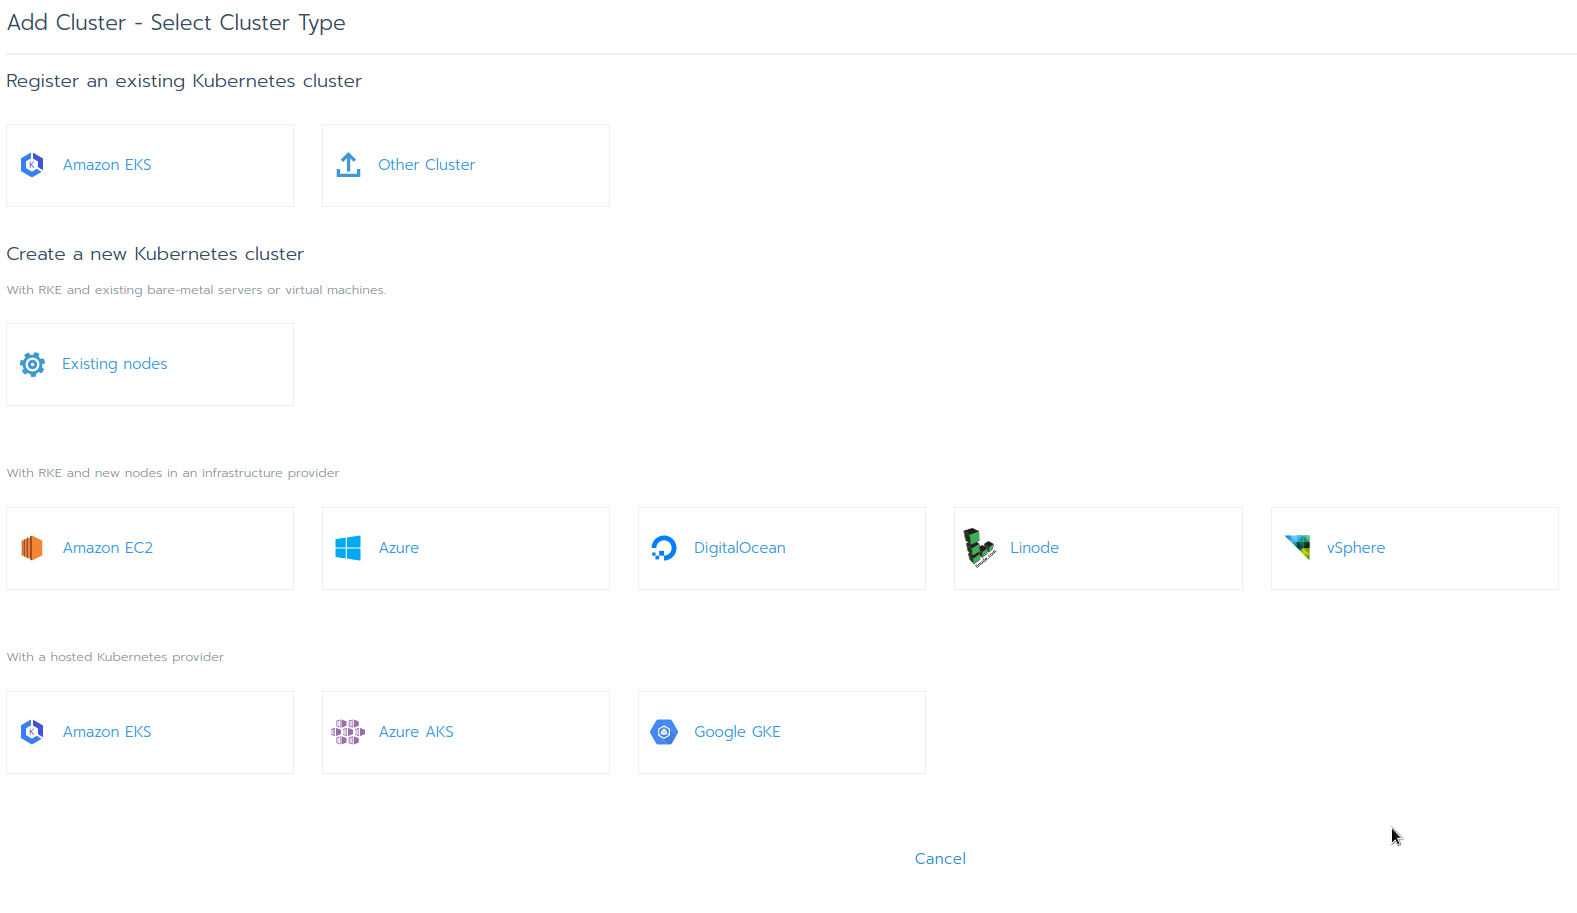 Add Cluster - Select Cluster Type
Register an existing Kubernetes cluster
Amazon EKS
Other Cluster
Create a new Kubernetes cluster
With RKE and existing bare-metal servers or virtual machines.
Existing nodes
With RKE and new nodes in an infrastructure provider
Amazon EC2
Azure
DigitalOcean
linode.com
Linode
vSphere
With a hosted Kubernetes provider
K
Amazon EKS
Azure AKS
Google GKE
Cancel